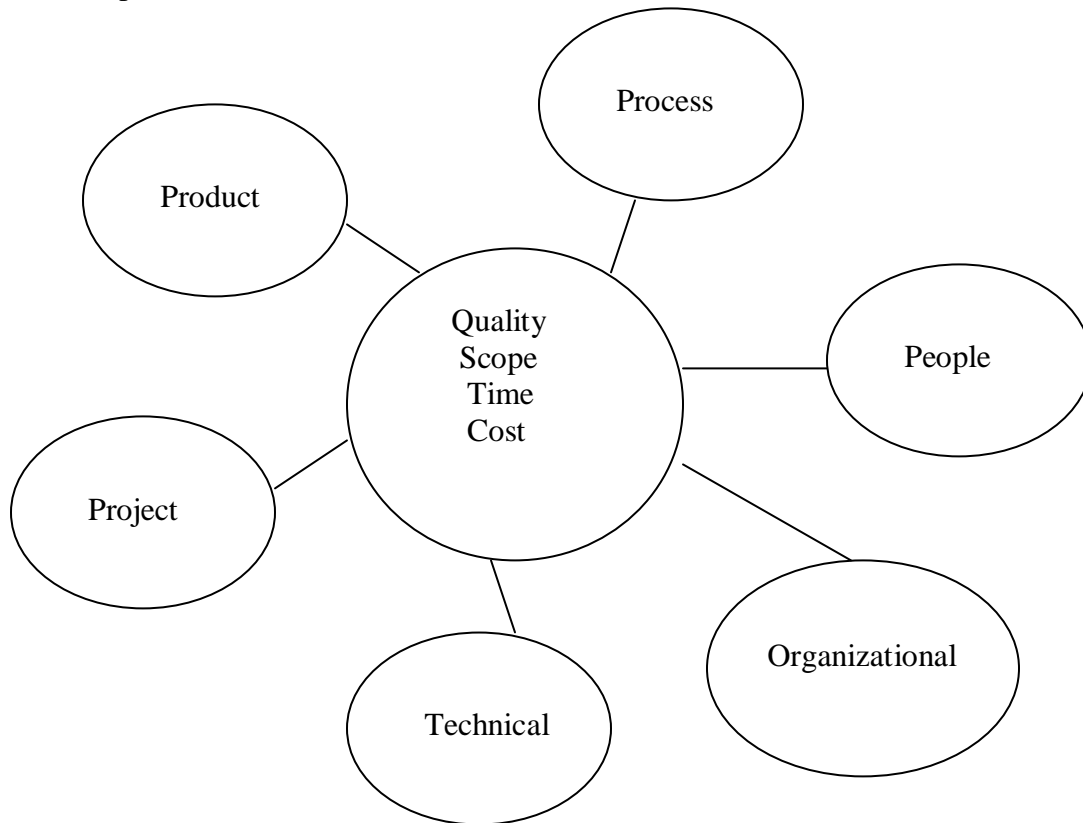 Process
Product
Quality
Scope
Time
Cost
People
Project
Organizational
Technical